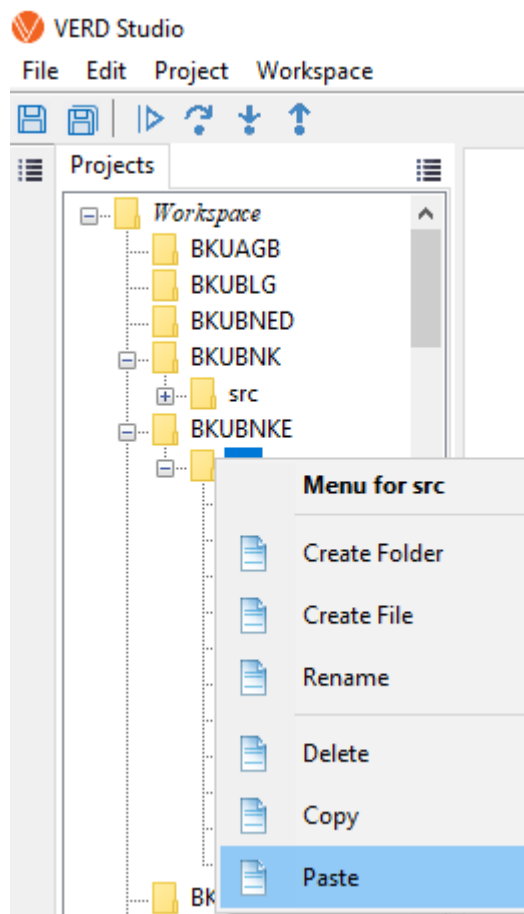 VERD Studio
File Edit Project Workspace
Projects
Workspace
BKUAGB
BKUBLG
BKUBNED
BKUBNK
src
BKUBNKE
Menu for src
Create Folder
Create File
Rename
Delete
Copy
Paste
BK